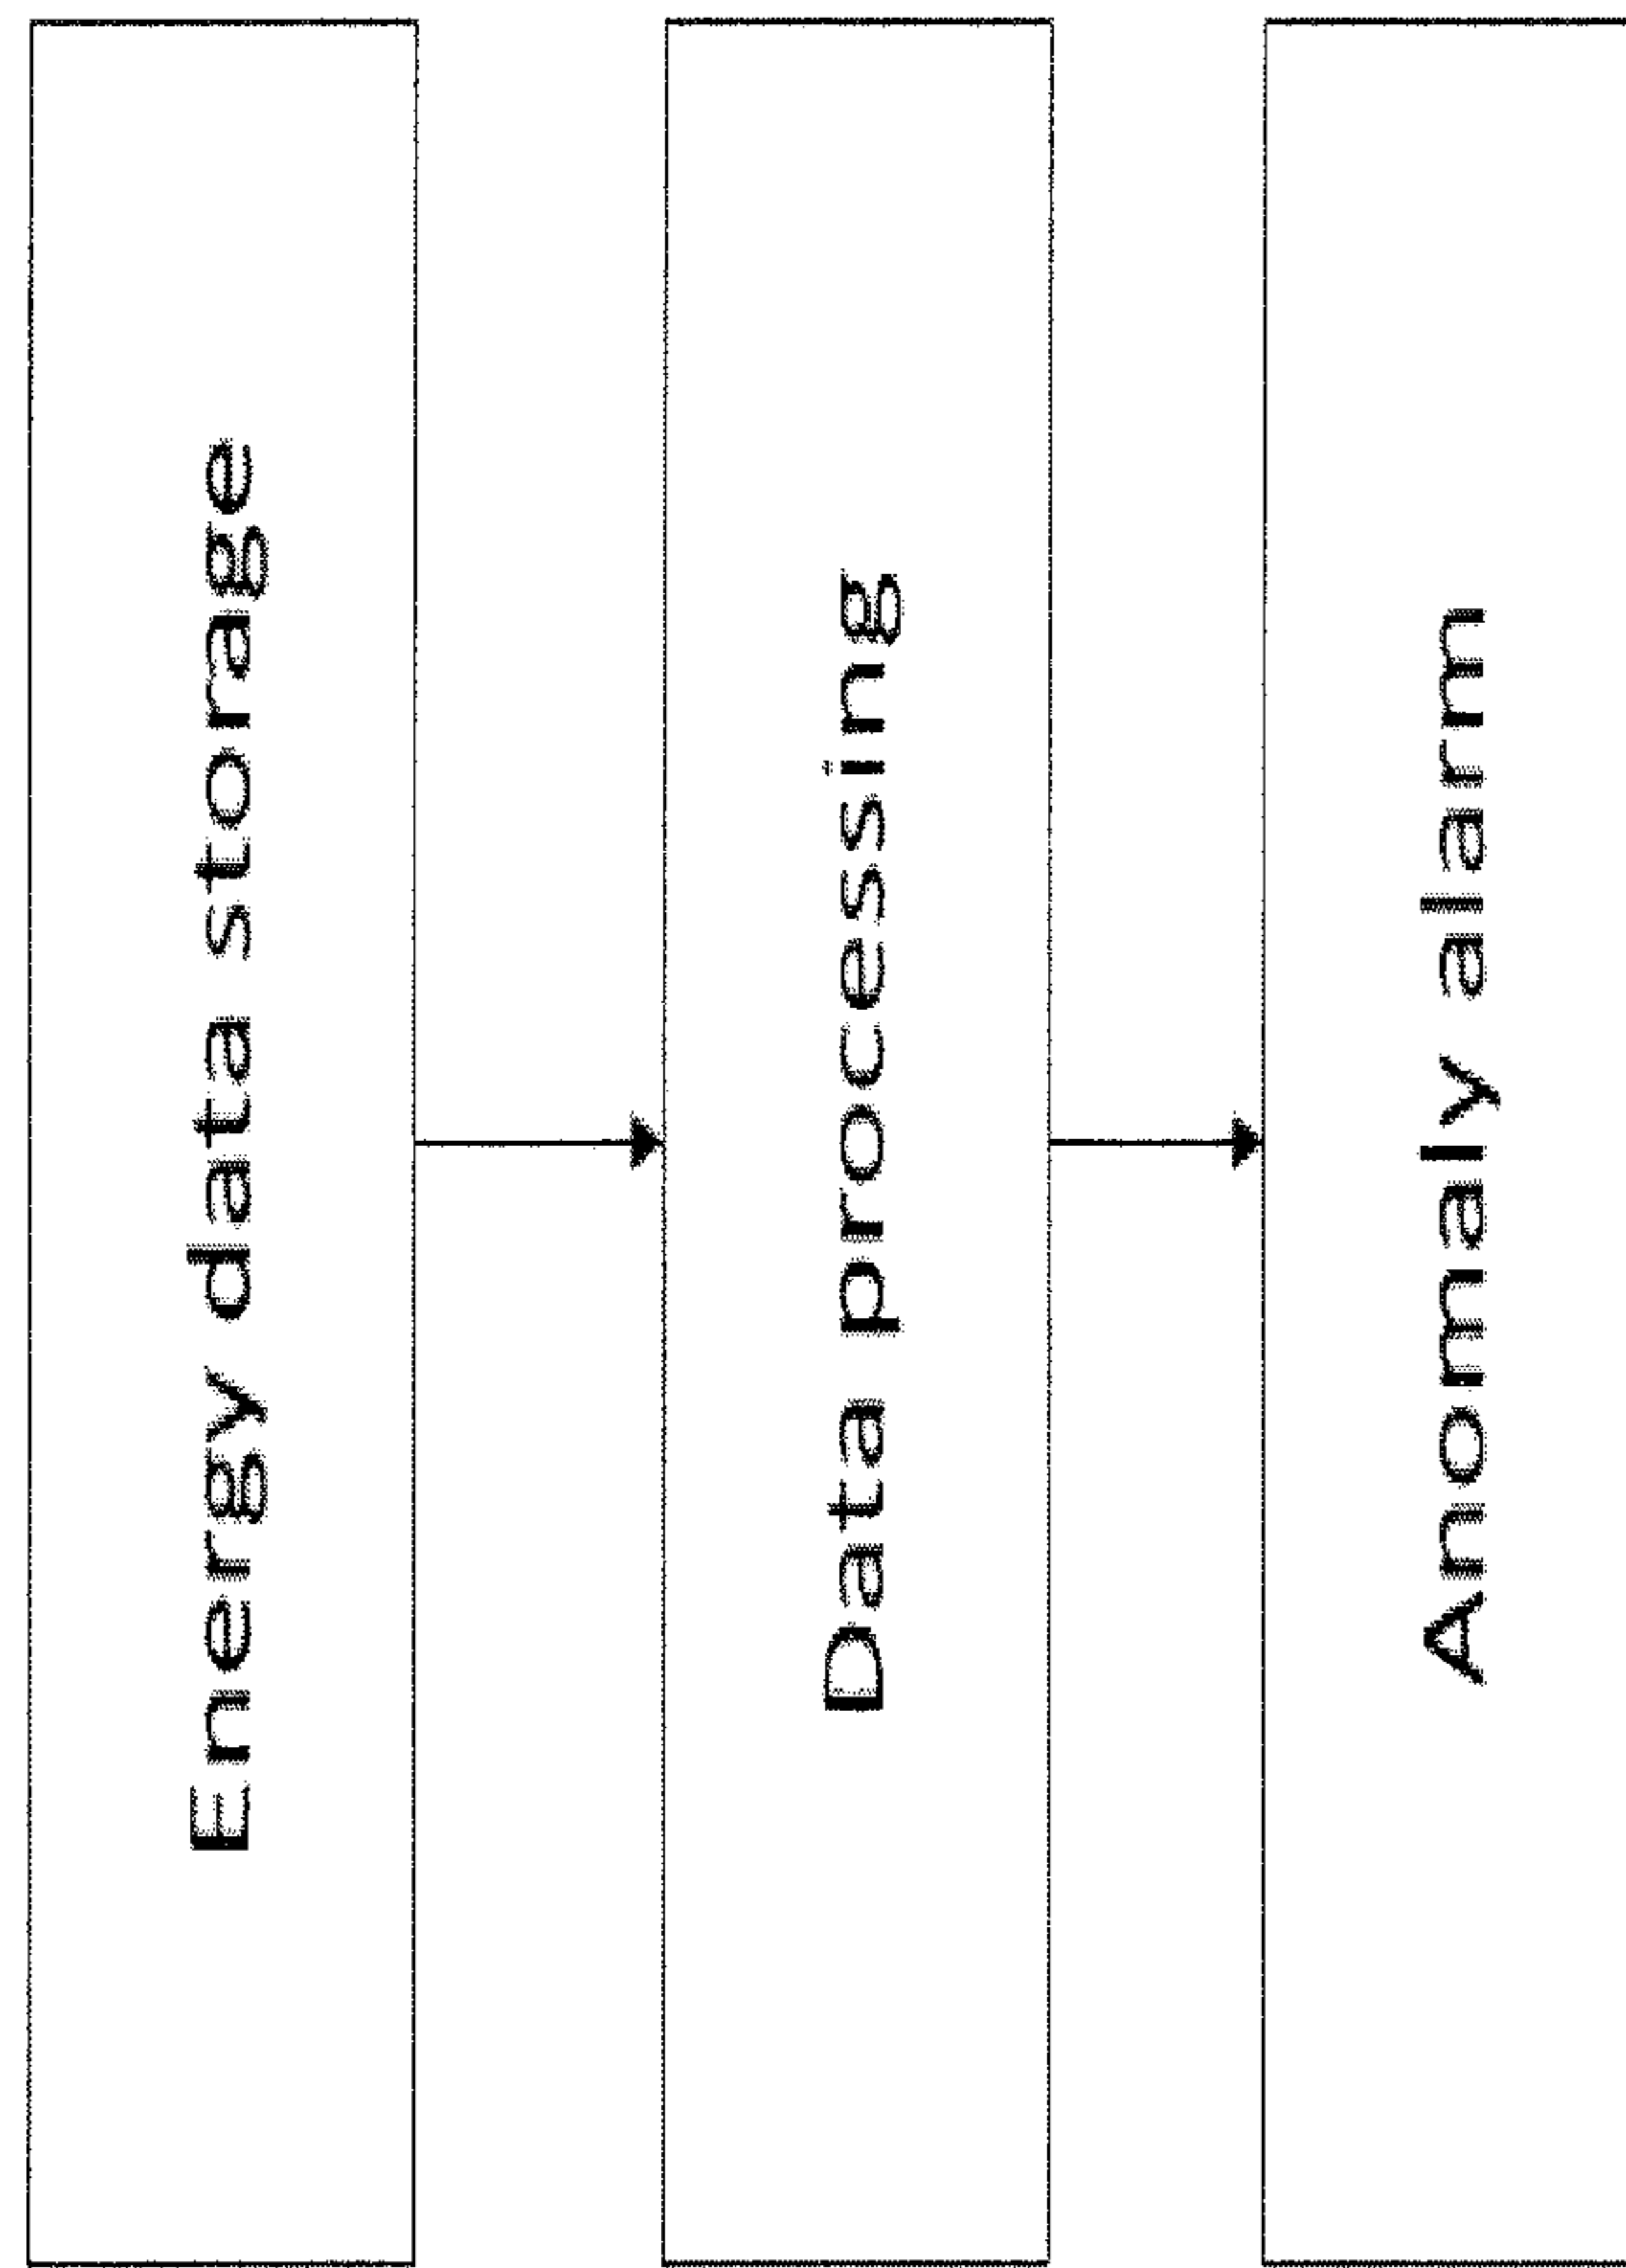 Energy data storage
Data processing
Anomaly alarm